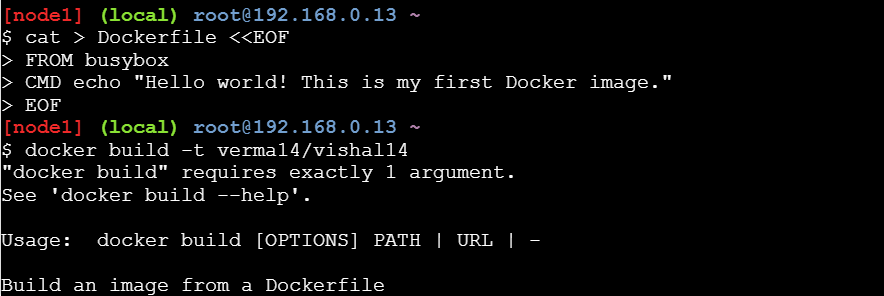 [node1] (local) root@192.168.0.13 ~
$ cat > Dockerfile <<EOF
> FROM busybox
> CMD echo "Hello world! This is my first Docker image."
> EOF
[node1] (local) root@192.168.0.13 ~
$ docker build -t verma14/vishal14
"docker build" requires exactly 1 argument.
See 'docker build --help'.

Usage:  docker build [OPTIONS] PATH | URL | -

Build an image from a Dockerfile